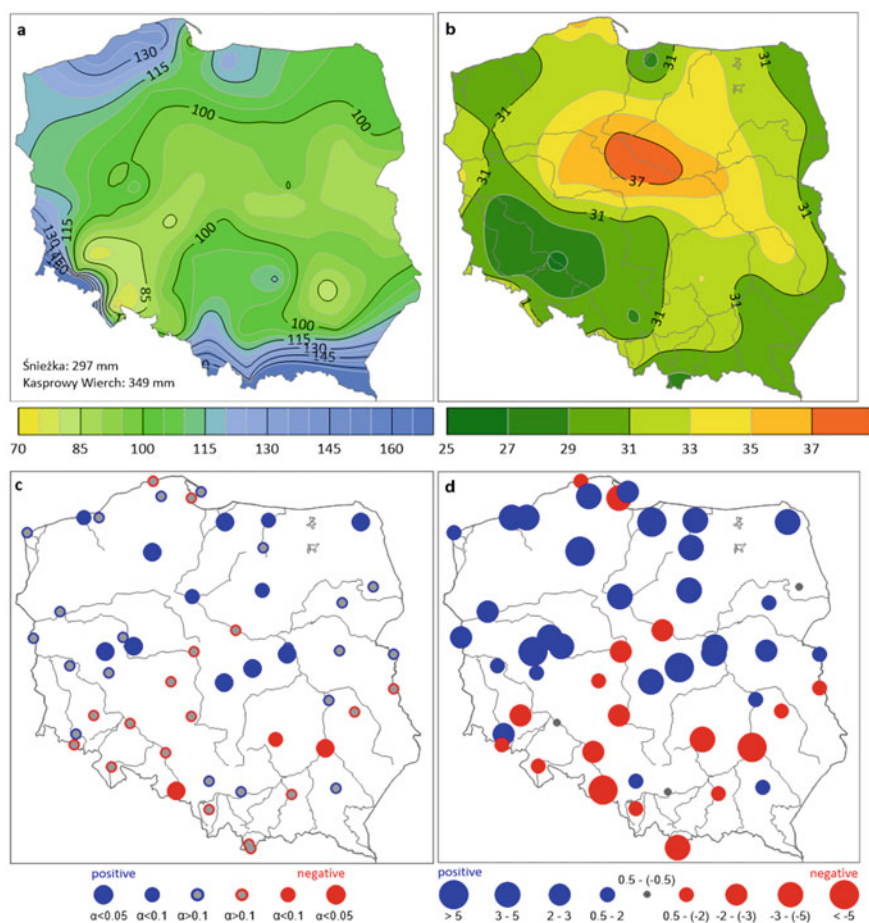 a
130
115
100
100
115
130
145
160
85
100
100
115
130
145
Śnieżka: 297 mm
Kasprowy Wierch: 349 mm
70 85 100 115 130 145 160
b
31
31
31
31
31
37
31
31
31
25 27 29 31 33 35 37
c
positive negative
α<0.05 α<0.1 α>0.1 α>0.1 α<0.1 α<0.05
d
positive 0.5 - (-0.5) negative
> 5 3 - 5 2 - 3 0.5 - 2 0.5 - (-2) -2 - (-3) -3 - (-5) < -5